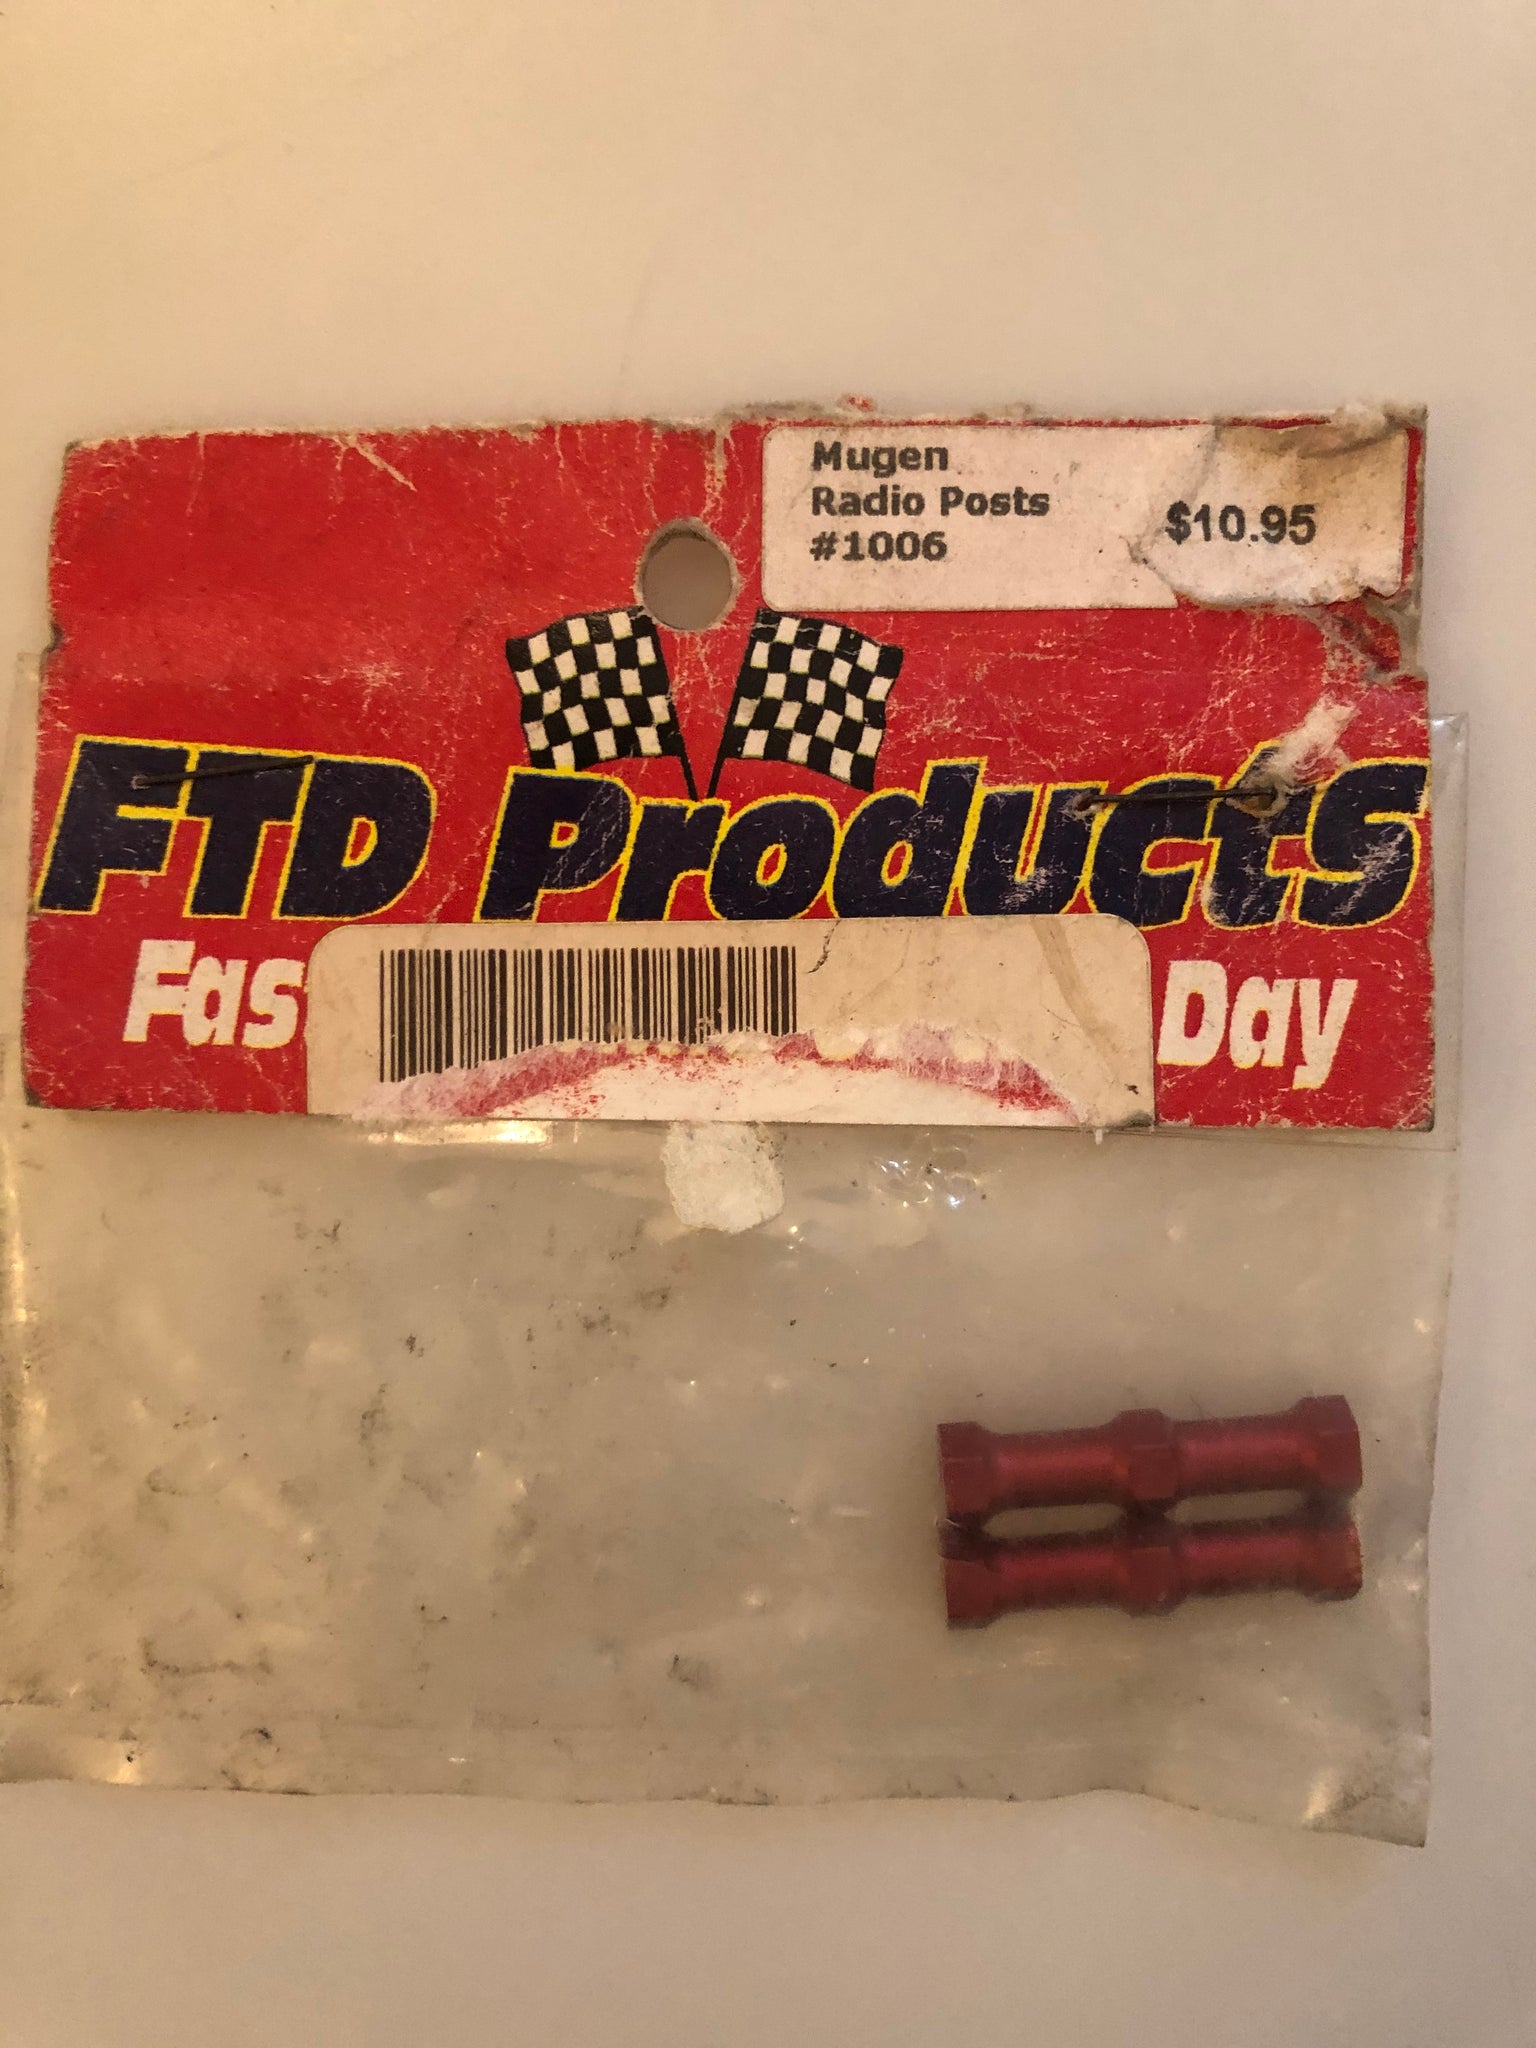 Mugen
Radio Posts
#1006
$10.95
FTD Products
Fas
Day